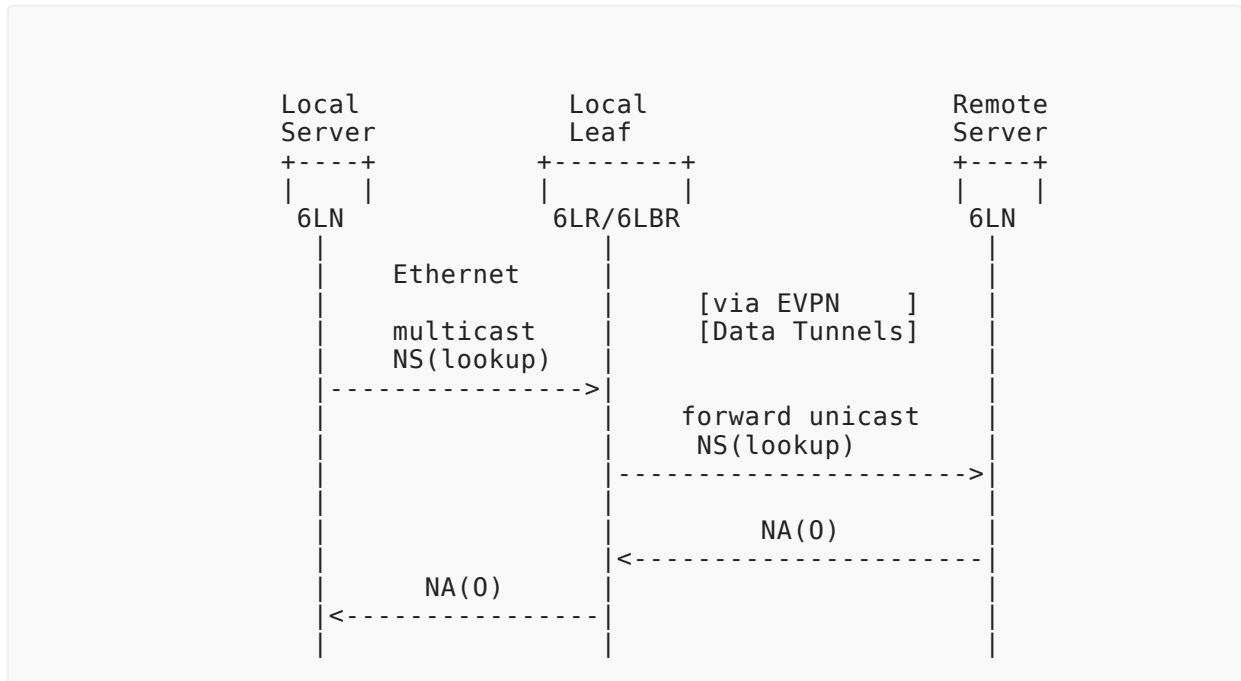 Local Local Remote
Server Leaf Server
+----+ +--------+ +----+
| | | | | |
6LN 6LR/6LBR 6LN
| | |
| Ethernet | |
| | [via EVPN ] |
| multicast | [Data Tunnels] |
| NS(lookup) | |
|---------------->| |
| | forward unicast |
| | NS(lookup) |
| |---------------------->|
| | |
| | NA(O) |
| |<----------------------|
| NA(O) | |
|<----------------| |
| | |